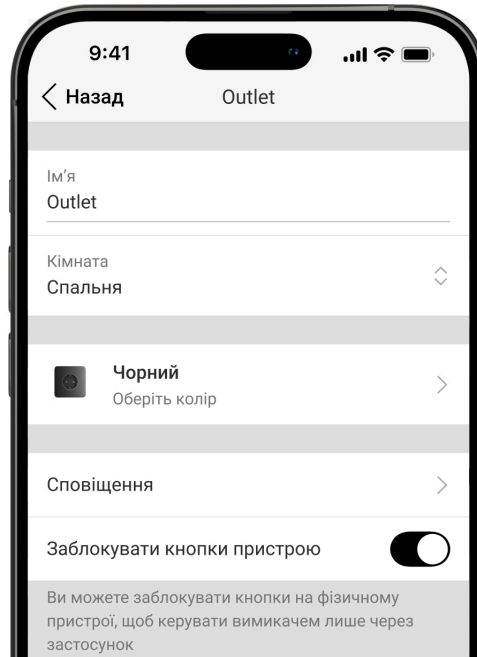 9:41
Назад
Outlet
Ім’я
Outlet
Кімната
Спальня
Чорний
Оберіть колір
Сповіщення
Заблокувати кнопки пристрою
Ви можете заблокувати кнопки на фізичному
пристрої, щоб керувати вимикачем лише через
застосунок